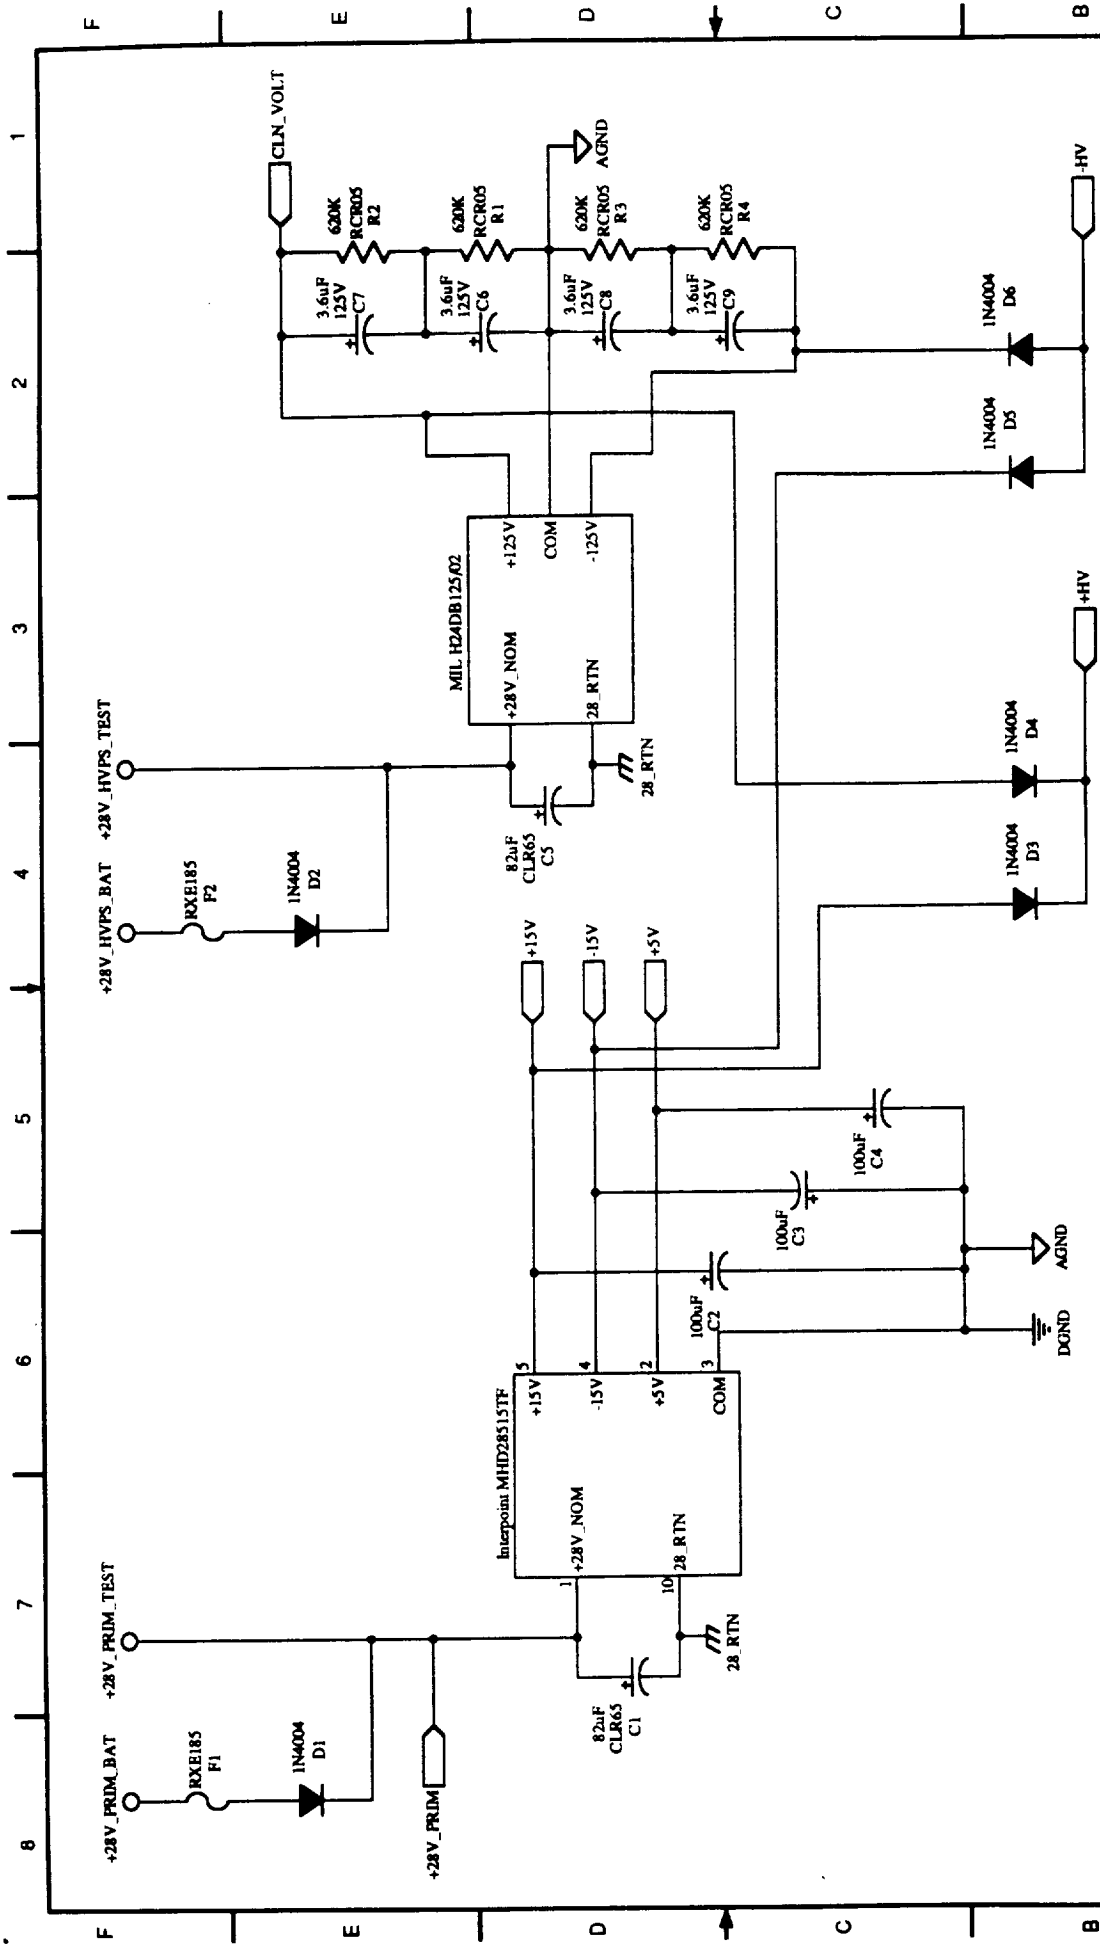 8 7 6 5 4 3 2 1
F
E
D
C
B
F
E
D
C
B
+28V_PRIM_BAT
+28V_PRIM_TEST
RXE185
F1
1N4004
D1
+28V_PRIM
82uF
CLR65
C1
28_RTN
Interpoint MHD28515TF
1
+28V_NOM
10
28_RTN
5
+15V
4
-15V
2
+5V
3
COM
100uF
C2
100uF
C3
100uF
C4
DGND
AGND
+15V
-15V
+5V
+28V_HVPS_BAT
+28V_HVPS_TEST
RXE185
F2
1N4004
D2
82uF
CLR65
C5
28_RTN
MIL H24DB125/02
+28V_NOM
28_RTN
+125V
COM
-125V
CLN_VOLT
3.6uF
125V
C7
620K
RCR05
R2
3.6uF
125V
C6
620K
RCR05
R1
AGND
3.6uF
125V
C8
620K
RCR05
R3
3.6uF
125V
C9
620K
RCR05
R4
1N4004
D3
1N4004
D4
+HV
1N4004
D5
1N4004
D6
-HV